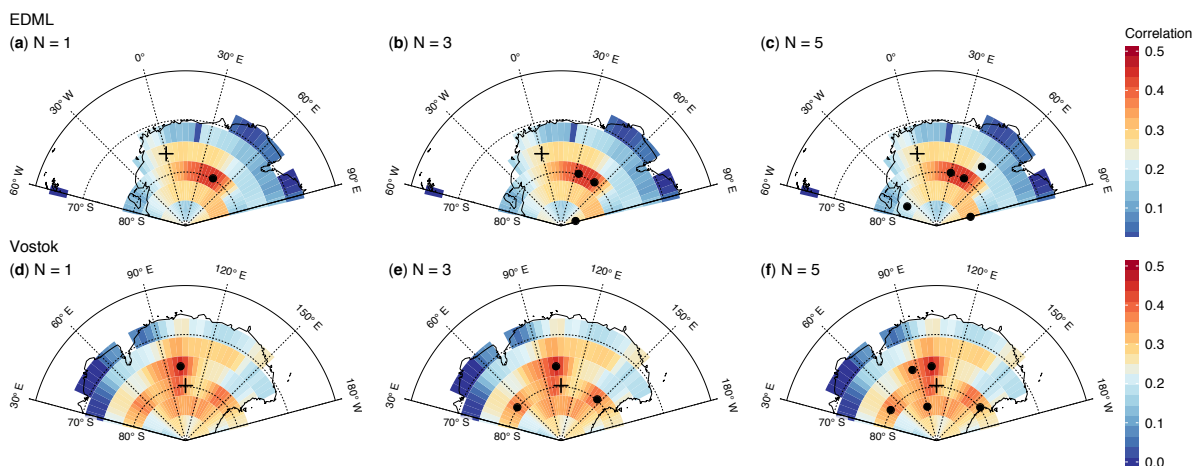 EDML
(a) N = 1
(b) N = 3
(c) N = 5
Correlation
0°
30° E
60° E
90° E
30° W
60° W
70° S
80° S
0°
30° E
60° E
90° E
30° W
60° W
70° S
80° S
0°
30° E
60° E
90° E
30° W
60° W
70° S
80° S
0.5
0.4
0.3
0.2
0.1
Vostok
(d) N = 1
(e) N = 3
(f) N = 5
30° E
60° E
90° E
120° E
150° E
180° W
70° S
80° S
30° E
60° E
90° E
120° E
150° E
180° W
70° S
80° S
30° E
60° E
90° E
120° E
150° E
180° W
70° S
80° S
0.5
0.4
0.3
0.2
0.1
0.0